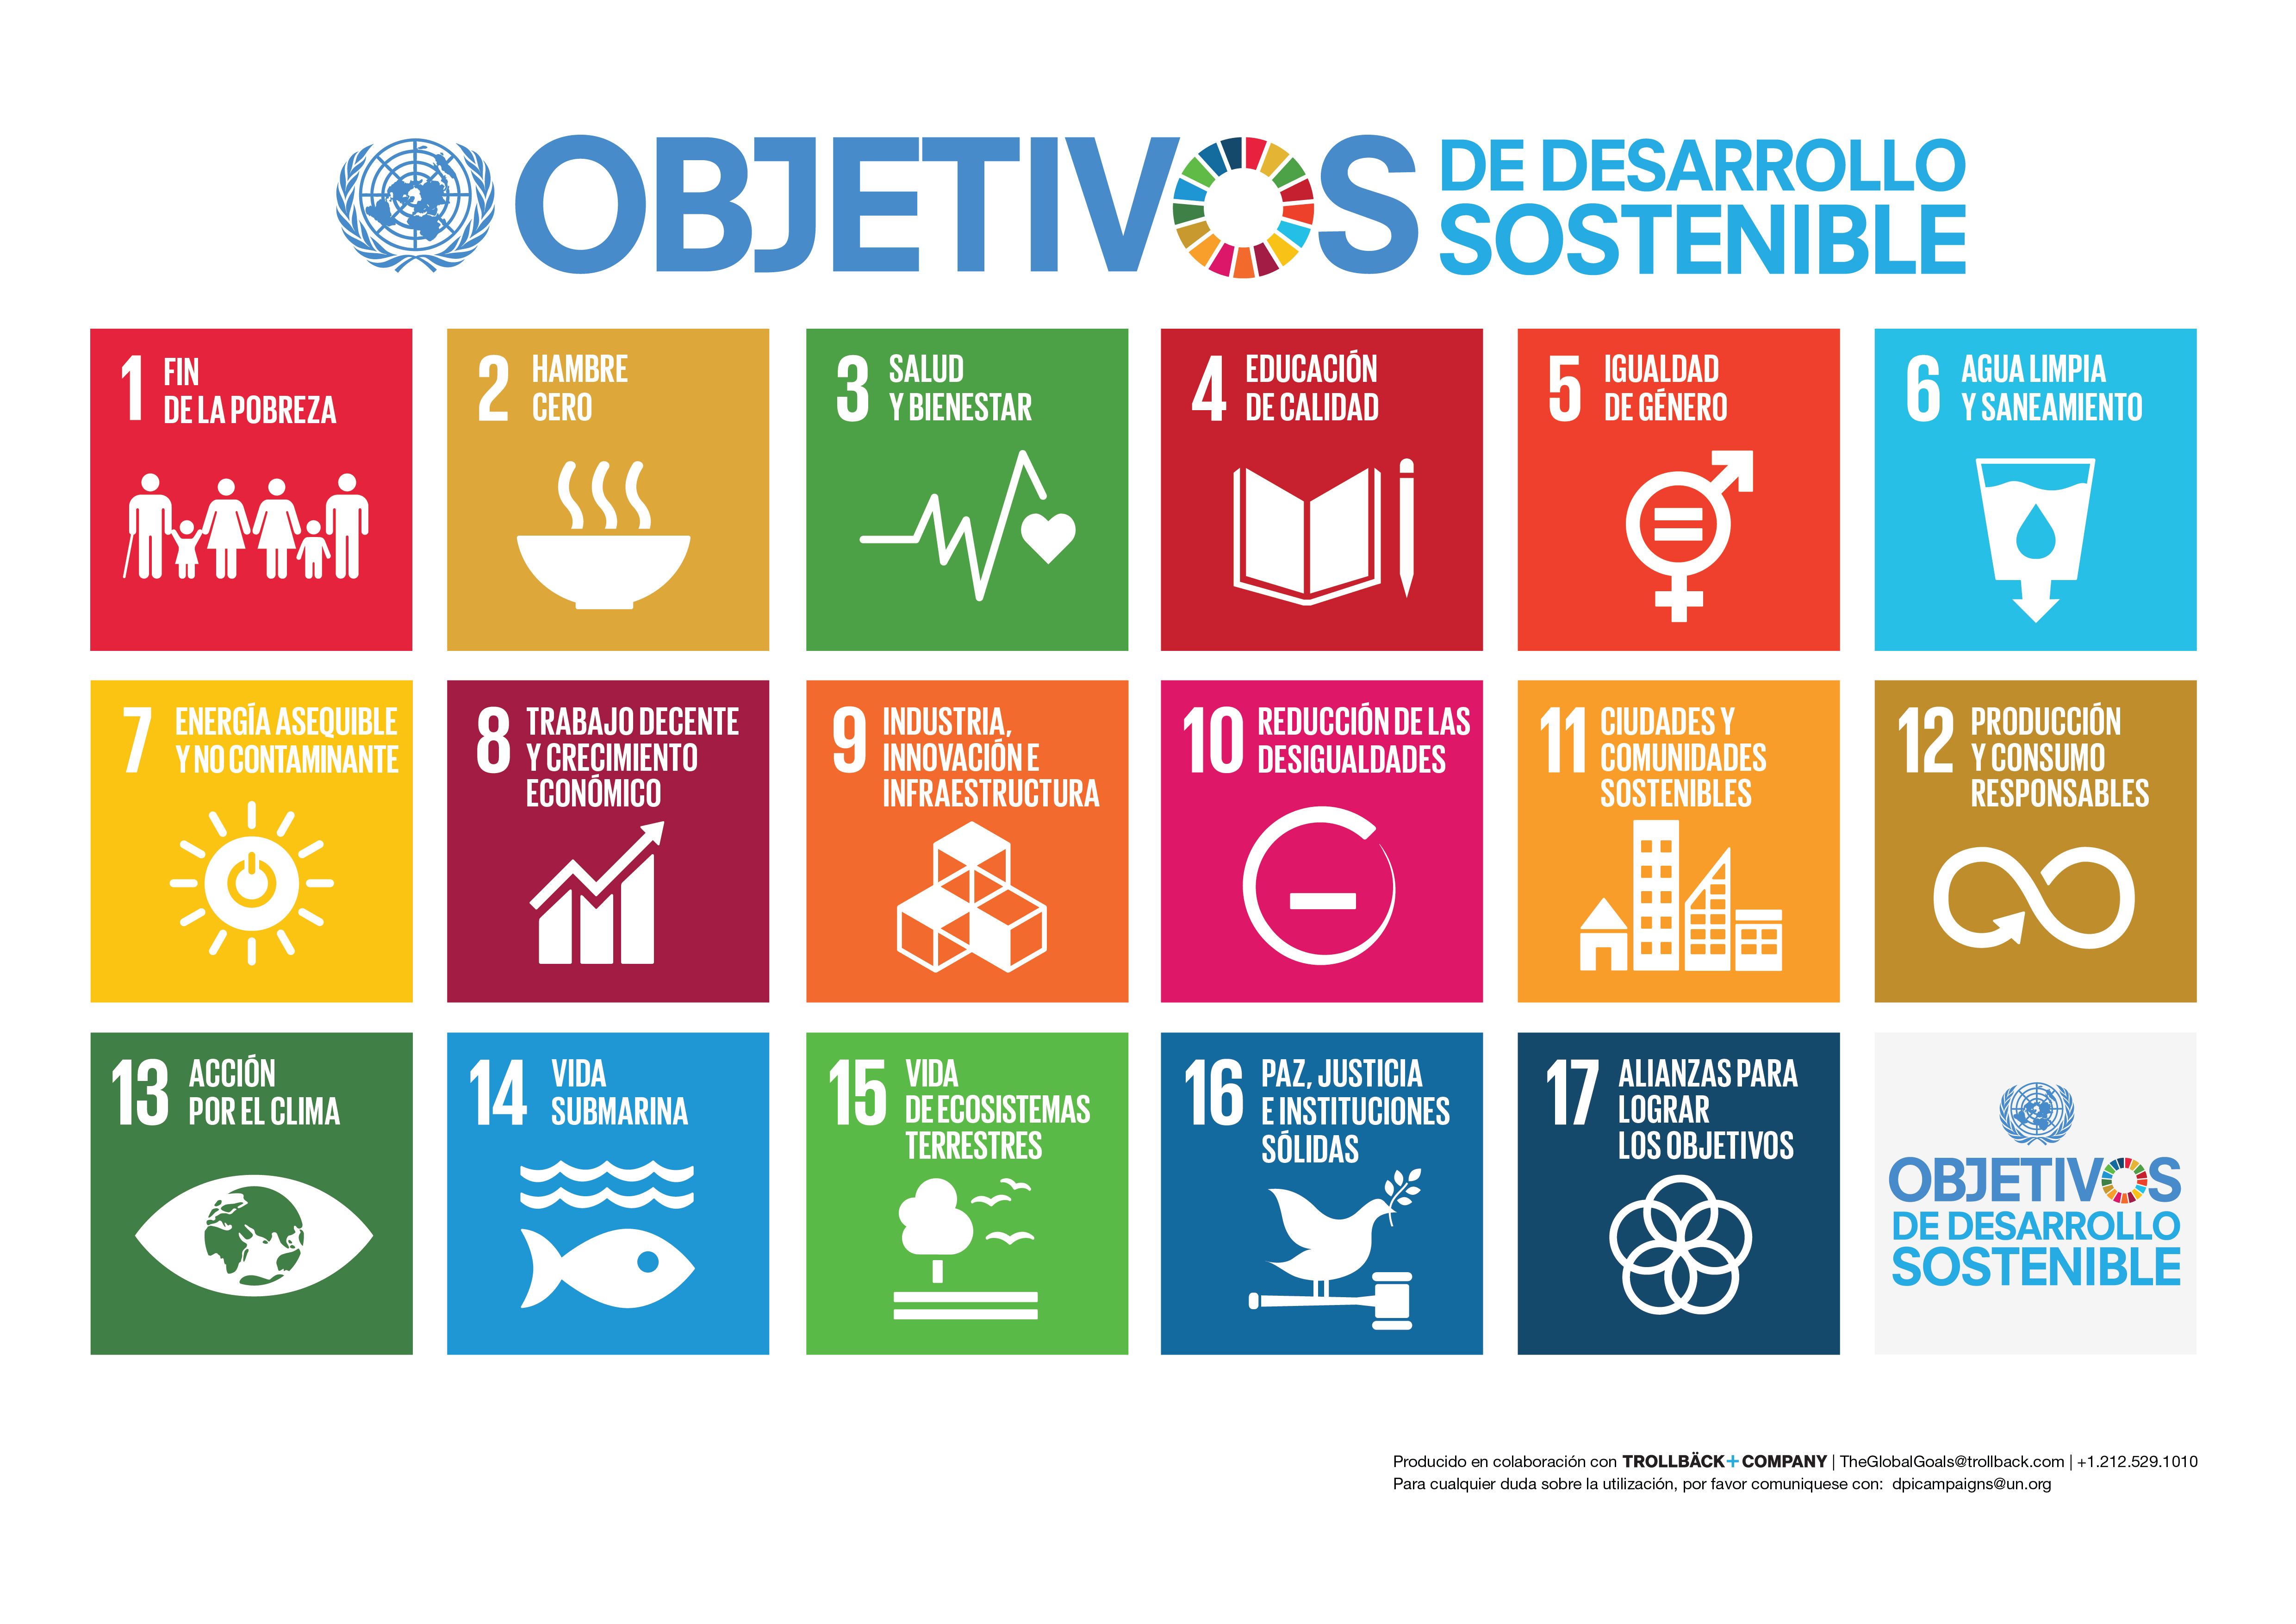 OBJETIVOS
DE DESARROLLO
SOSTENIBLE
1 FIN
DE LA POBREZA
2 HAMBRE
CERO
3 SALUD
Y BIENESTAR
4 EDUCACIÓN
DE CALIDAD
5 IGUALDAD
DE GÉNERO
6 AGUA LIMPIA
Y SANEAMIENTO
7 ENERGÍA ASEQUIBLE
Y NO CONTAMINANTE
8 TRABAJO DECENTE
Y CRECIMIENTO
ECONÓMICO
9 INDUSTRIA,
INNOVACIÓN E
INFRAESTRUCTURA
10 REDUCCIÓN DE LAS
DESIGUALDADES
11 CIUDADES Y
COMUNIDADES
SOSTENIBLES
12 PRODUCCIÓN
Y CONSUMO
RESPONSABLES
13 ACCIÓN
POR EL CLIMA
14 VIDA
SUBMARINA
15 VIDA
DE ECOSISTEMAS
TERRESTRES
16 PAZ, JUSTICIA
E INSTITUCIONES
SÓLIDAS
17 ALIANZAS PARA
LOGRAR
LOS OBJETIVOS
OBJETIVOS
DE DESARROLLO
SOSTENIBLE
Producido en colaboración con TROLLBÄCK+COMPANY | TheGlobalGoals@trollback.com | +1.212.529.1010
Para cualquier duda sobre la utilización, por favor comuniquese con: dpicampaigns@un.org